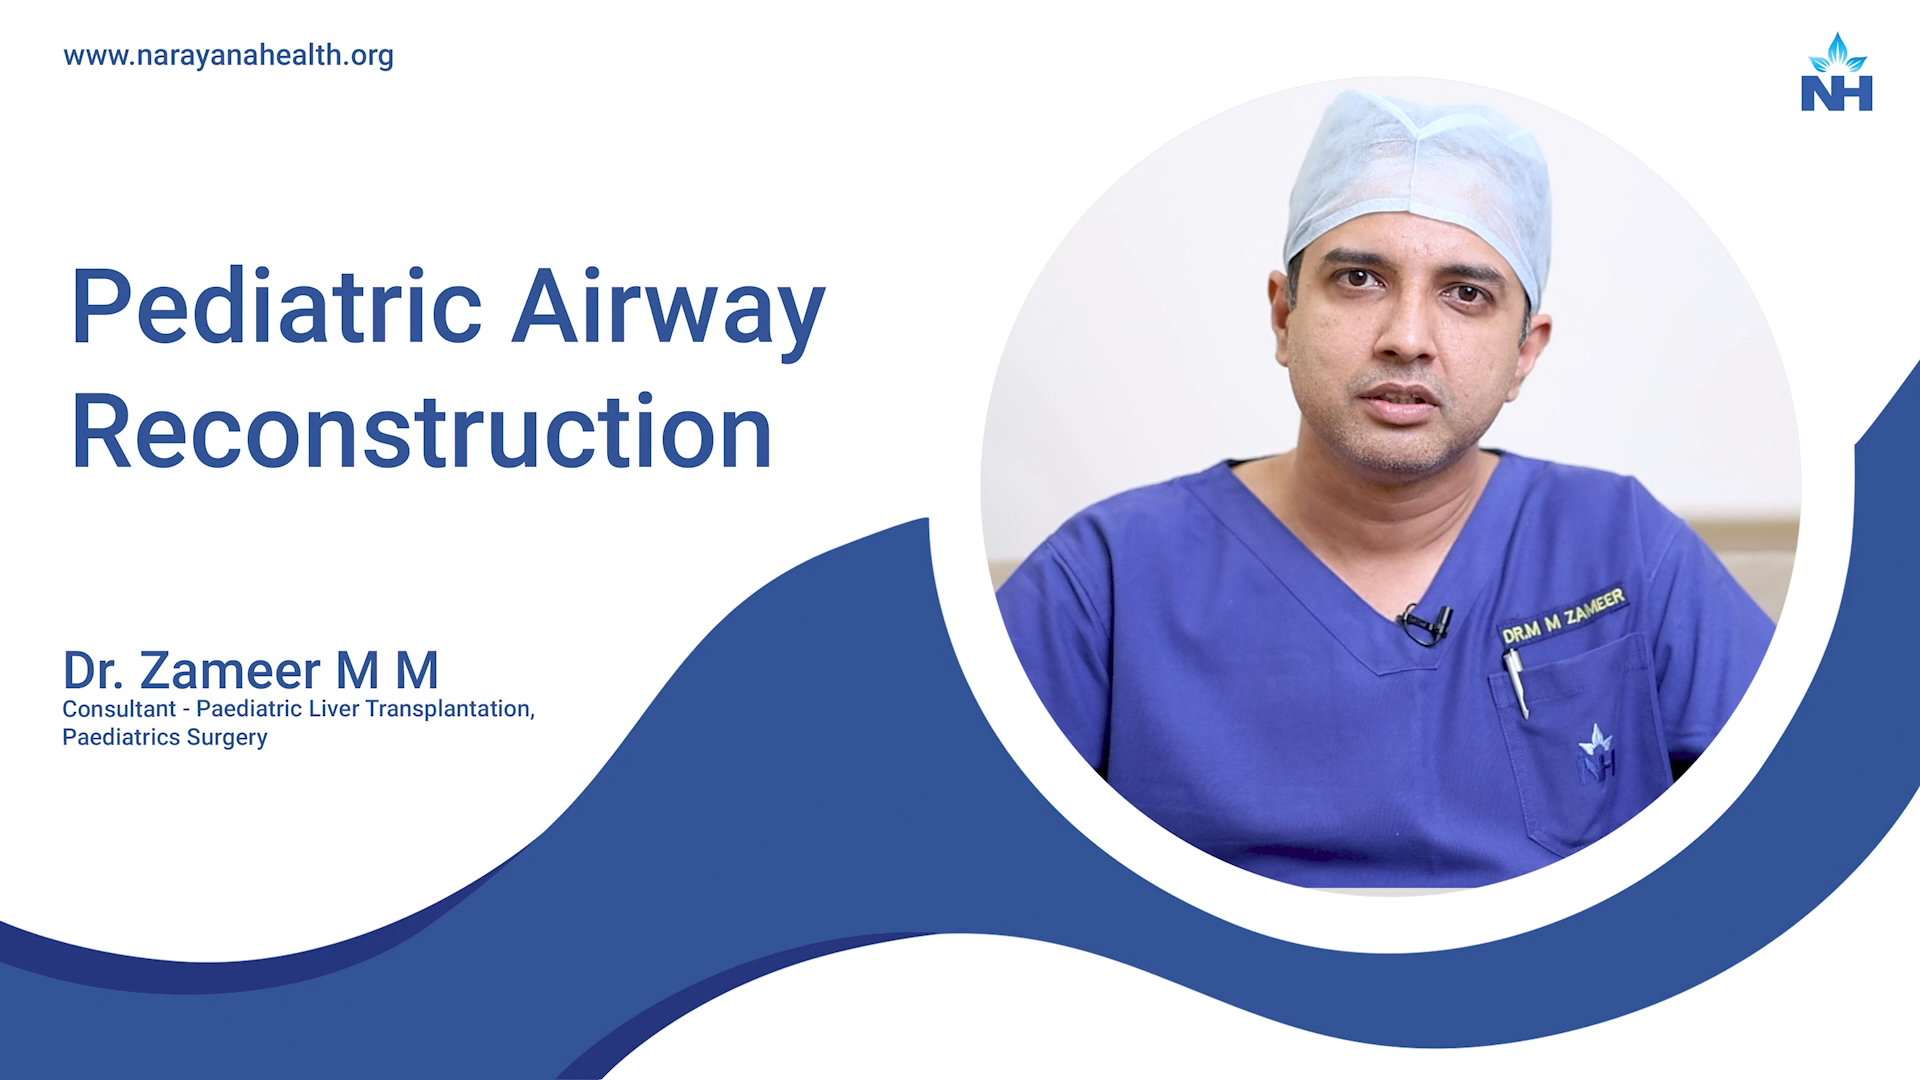 www.narayanahealth.org
NH
Pediatric Airway
Reconstruction
Dr. Zameer M M
Consultant - Paediatric Liver Transplantation,
Paediatrics Surgery
DR.M M ZAMEER
NH